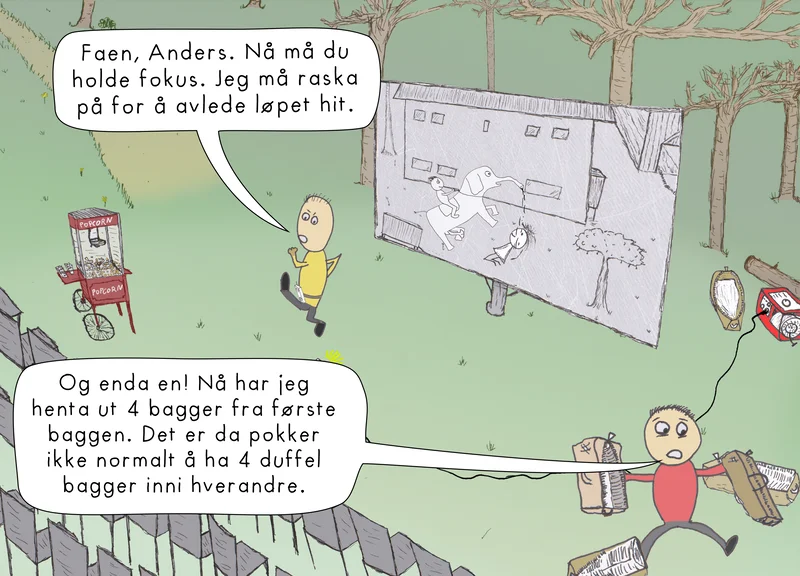 Faen, Anders. Nå må du
holde fokus. Jeg må raska
på for å avlede løpet hit.
POPCORN
POPCORN
Og enda en! Nå har jeg
henta ut 4 bagger fra første
baggen. Det er da pokker
ikke normalt å ha 4 duffel
bagger inni hverandre.